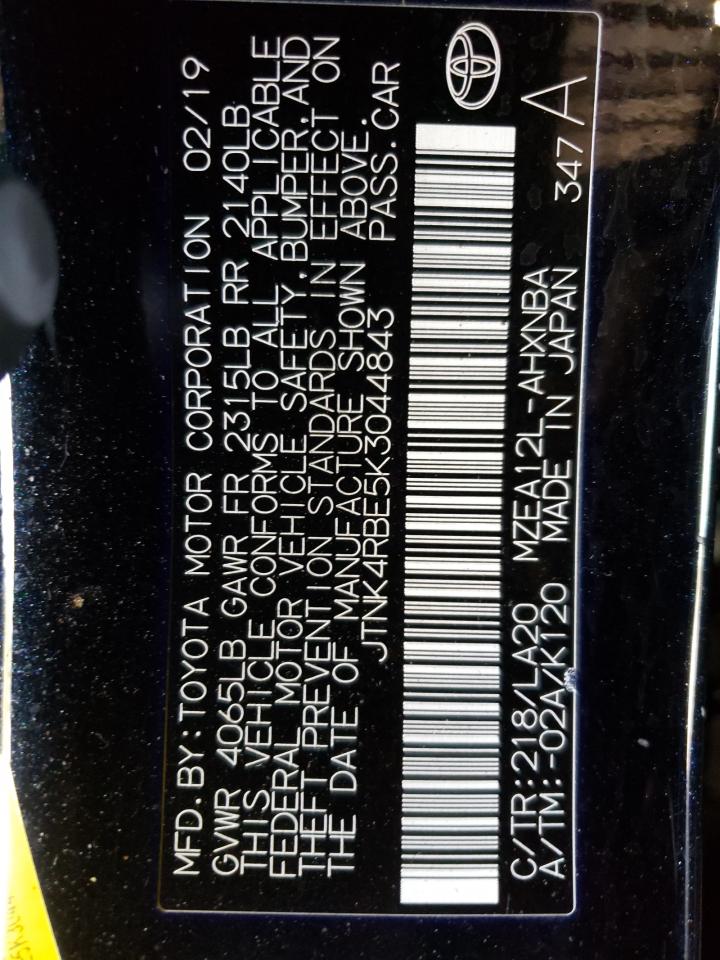 MFD.BY:TOYOTA MOTOR CORPORATION 02/19
GVWR 4065LB GAWR FR 2315LB RR 2140LB
THIS VEHICLE CONFORMS TO ALL APPLICABLE
FEDERAL MOTOR VEHICLE SAFETY,BUMPER,AND
THEFT PREVENTION STANDARDS IN EFFECT ON
THE DATE OF MANUFACTURE SHOWN ABOVE.
JTNK4RBE5K3044843 PASS.CAR
C/TR:218/LA20 MZEA12L-AHXNBA
A/TM:-02A/K120 MADE IN JAPAN 347 A